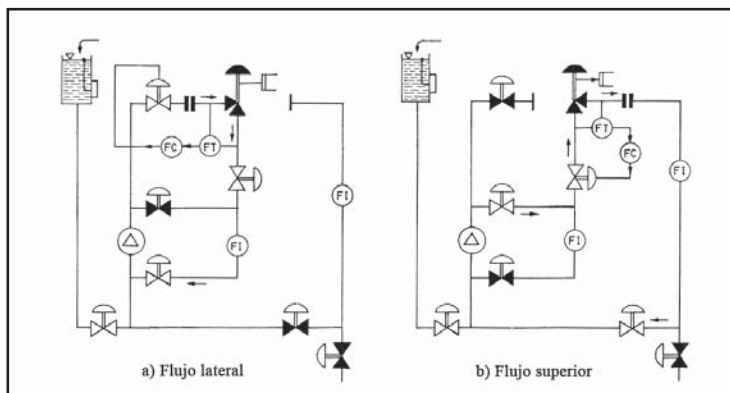 FC FT
FI
FI
a) Flujo lateral
FT
FC
FI
FI
b) Flujo superior